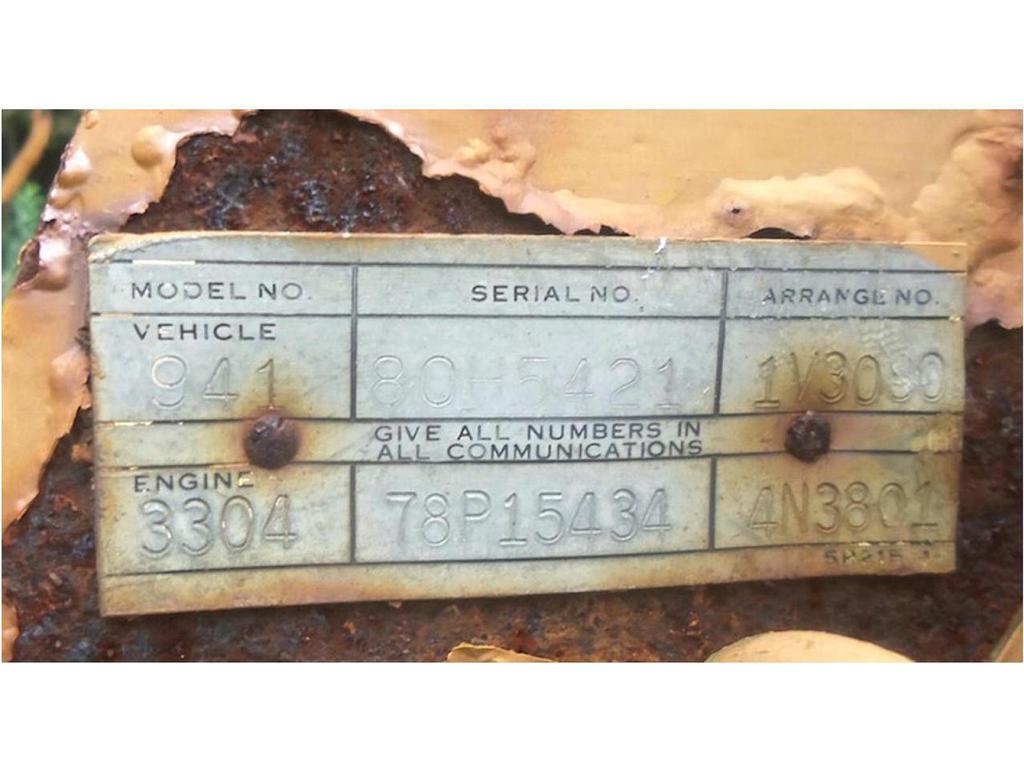 MODEL NO. SERIAL NO. ARRANGE. NO.
VEHICLE
941 80H5421 1V3080
GIVE ALL NUMBERS IN
ALL COMMUNICATIONS
ENGINE
3304 78P15434 4N3801